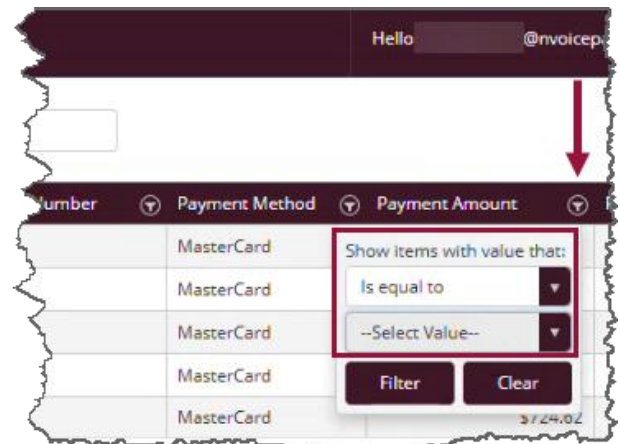 Hello @nvoicep
Number Payment Method Payment Amount
MasterCard
Show items with value that:
MasterCard
Is equal to
MasterCard
--Select Value--
MasterCard
Filter Clear
MasterCard
$724.62